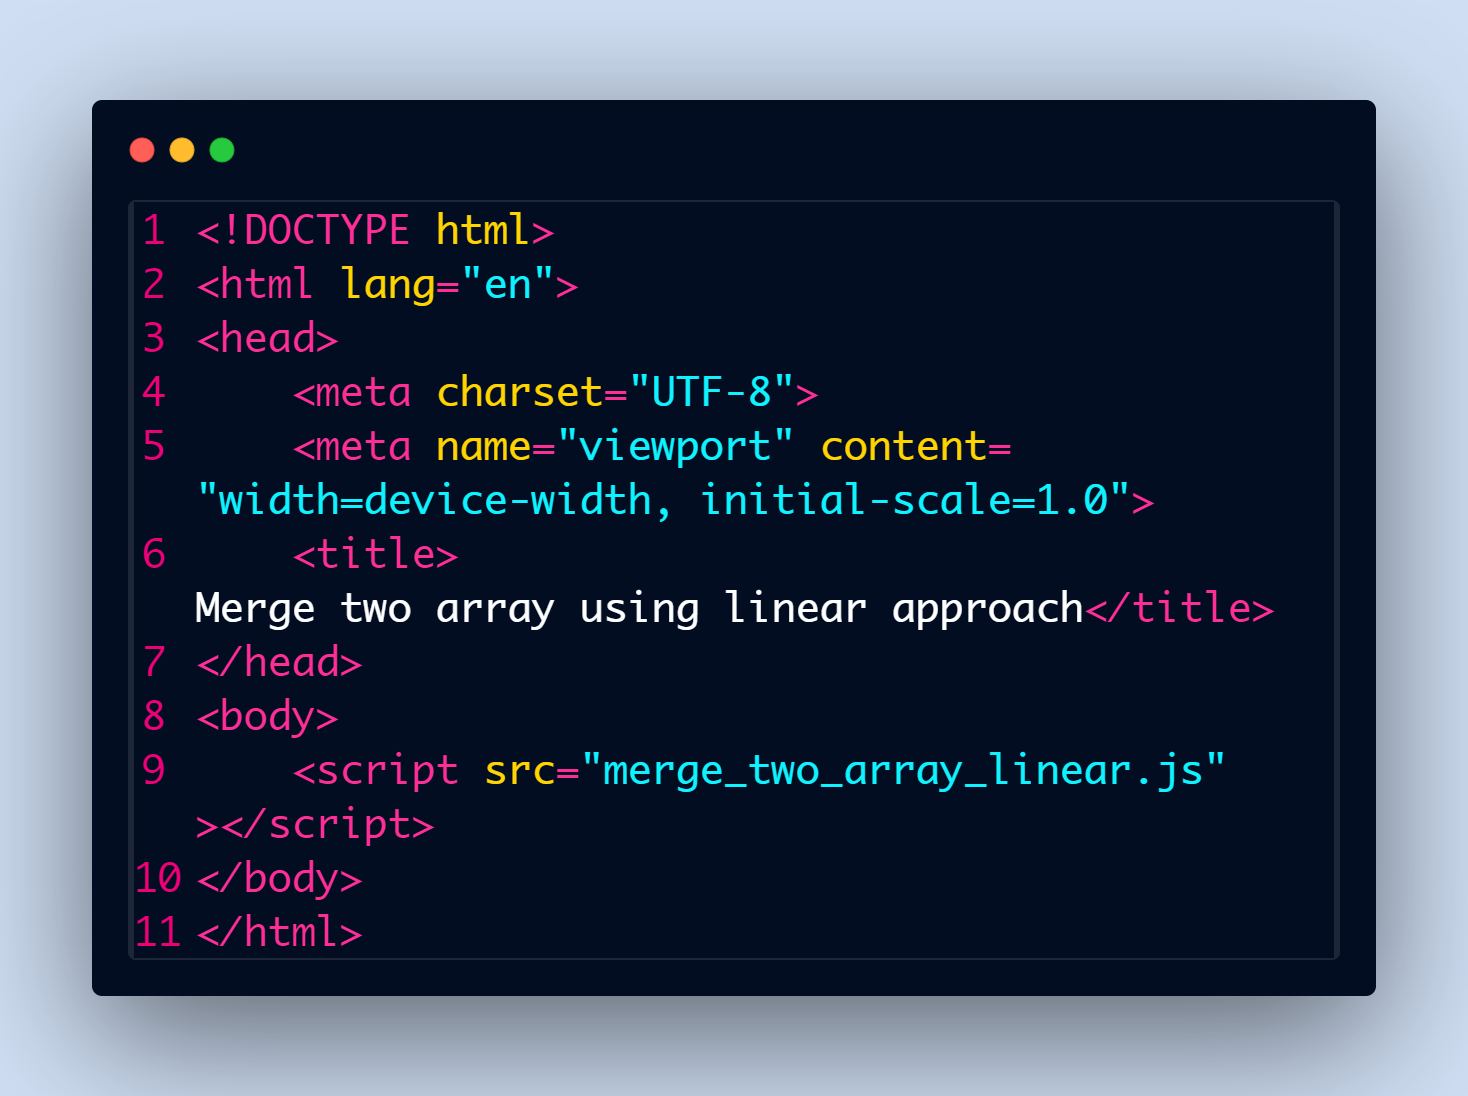 1 <!DOCTYPE html>
2 <html lang="en">
3 <head>
4     <meta charset="UTF-8">
5     <meta name="viewport" content=
"width=device-width, initial-scale=1.0">
6     <title>
Merge two array using linear approach</title>
7 </head>
8 <body>
9     <script src="merge_two_array_linear.js"
></script>
10 </body>
11 </html>